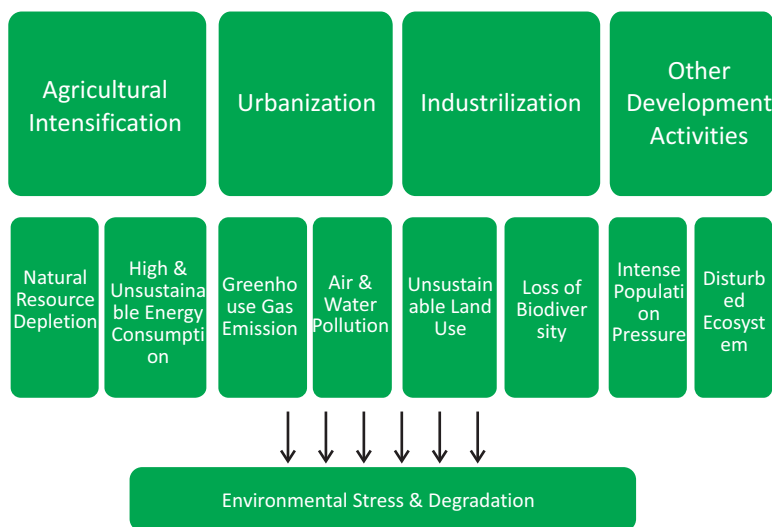 Agricultural
Intensification
Urbanization
Industrilization
Other
Development
Activities
Natural
Resource
Depletion
High &
Unsustaina
ble Energy
Consumpti
on
Greenho
use Gas
Emission
Air &
Water
Pollution
Unsustain
able Land
Use
Loss of
Biodiver
sity
Intense
Populati
on
Pressure
Disturb
ed
Ecosyst
em
Environmental Stress & Degradation